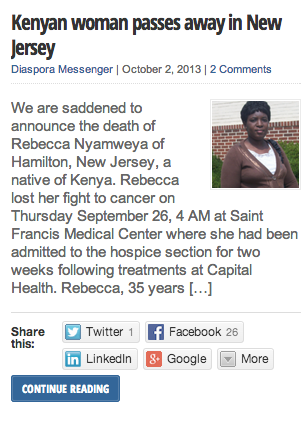 Kenyan woman passes away in New
Jersey
Diaspora Messenger | October 2, 2013 | 2 Comments
We are saddened to
announce the death of
Rebecca Nyamweya of
Hamilton, New Jersey, a
native of Kenya. Rebecca
lost her fight to cancer on
Thursday September 26, 4 AM at Saint
Francis Medical Center where she had been
admitted to the hospice section for two
weeks following treatments at Capital
Health. Rebecca, 35 years [...]
Share
this:
Twitter 1
Facebook 26
LinkedIn
Google
More
CONTINUE READING